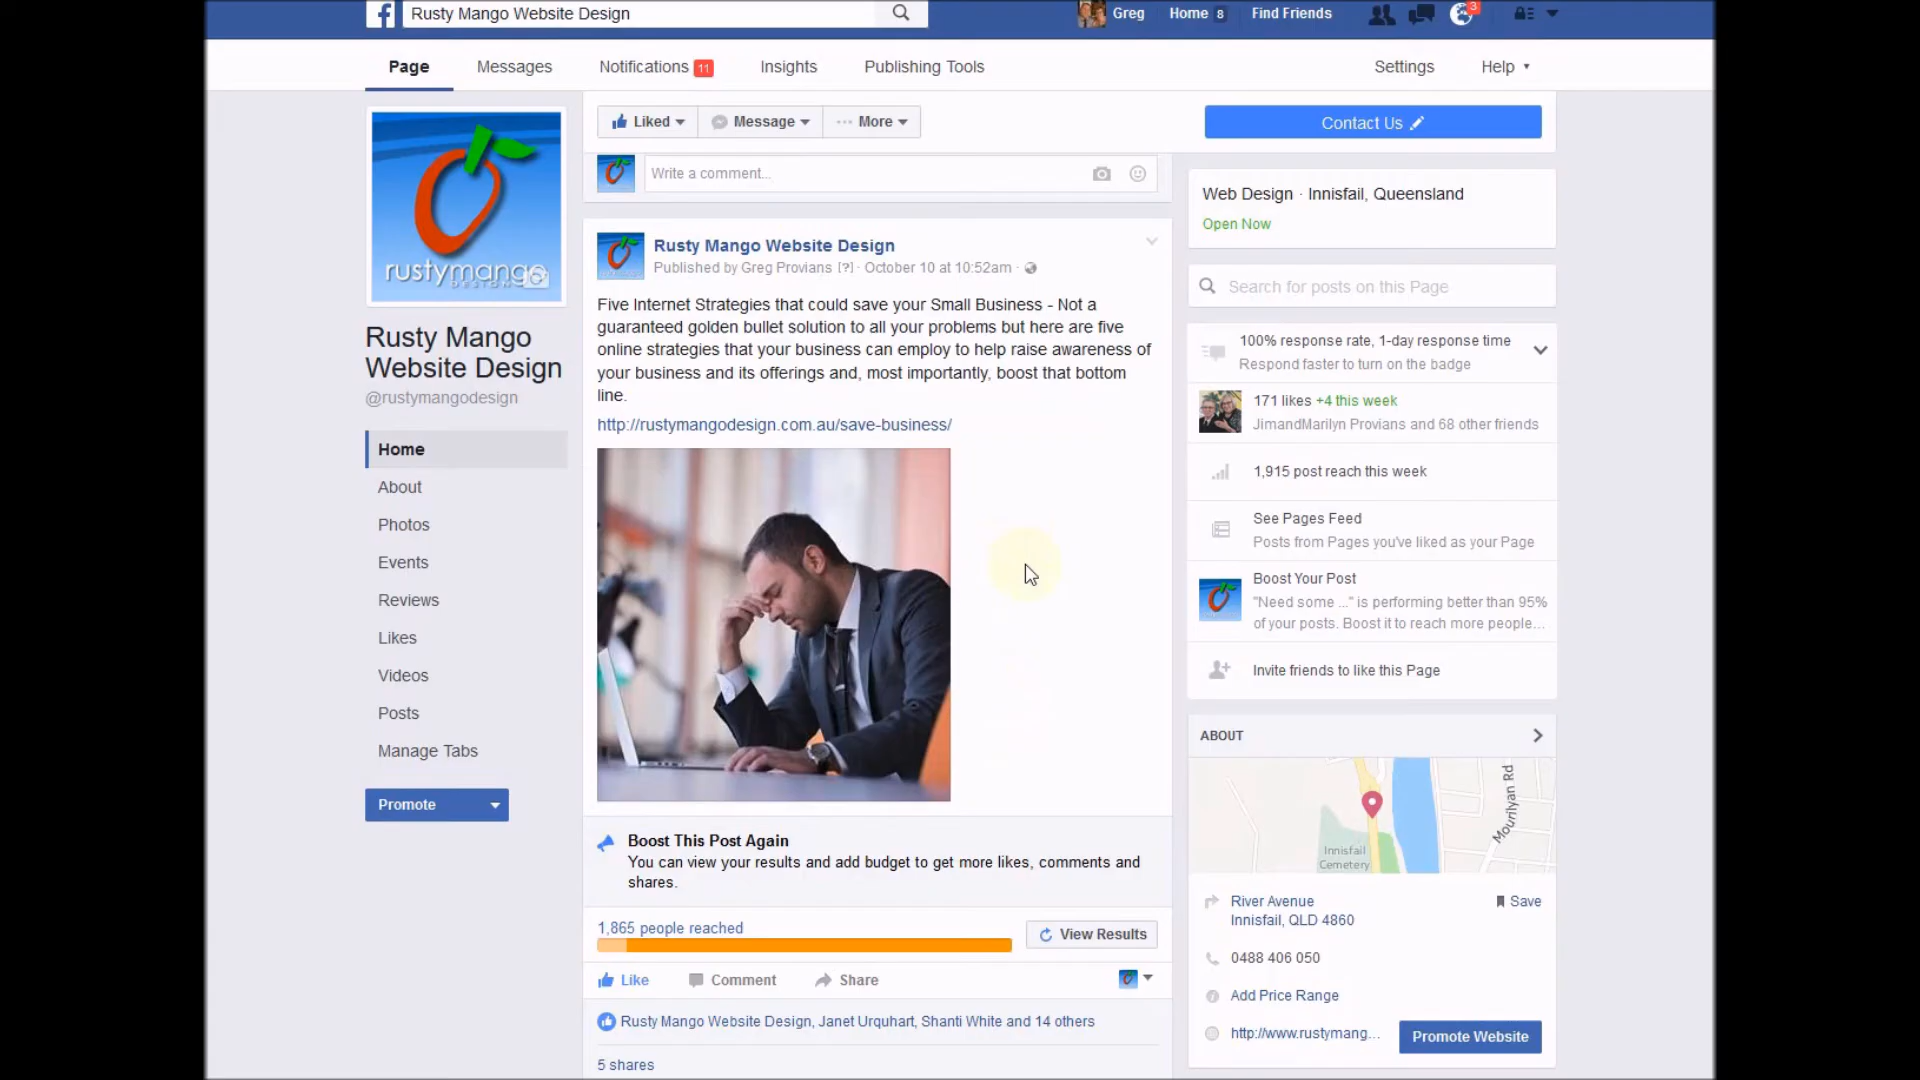 Rusty Mango Website Design
Greg
Home 8
Find Friends
3
Page
Messages
Notifications 11
Insights
Publishing Tools
Settings
Help
Liked
Message
More
Contact Us
rustymango
DESIGN
Rusty Mango
Website Design
@rustymangodesign
Home
About
Photos
Events
Reviews
Likes
Videos
Posts
Manage Tabs
Promote
Write a comment...
Rusty Mango Website Design
Published by Greg Provians [?] · October 10 at 10:52am ·
Five Internet Strategies that could save your Small Business - Not a
guaranteed golden bullet solution to all your problems but here are five
online strategies that your business can employ to help raise awareness of
your business and its offerings and, most importantly, boost that bottom
line.
http://rustymangodesign.com.au/save-business/
Boost This Post Again
You can view your results and add budget to get more likes, comments and
shares.
1,865 people reached
View Results
Like
Comment
Share
Rusty Mango Website Design, Janet Urquhart, Shanti White and 14 others
5 shares
Web Design · Innisfail, Queensland
Open Now
Search for posts on this Page
100% response rate, 1-day response time
Respond faster to turn on the badge
171 likes +4 this week
JimandMarilyn Provians and 68 other friends
1,915 post reach this week
See Pages Feed
Posts from Pages you've liked as your Page
Boost Your Post
"Need some ..." is performing better than 95%
of your posts. Boost it to reach more people...
Invite friends to like this Page
ABOUT
Mourilyan Rd
Innisfail
Cemetery
River Avenue
Innisfail, QLD 4860
Save
0488 406 050
Add Price Range
http://www.rustymang...
Promote Website